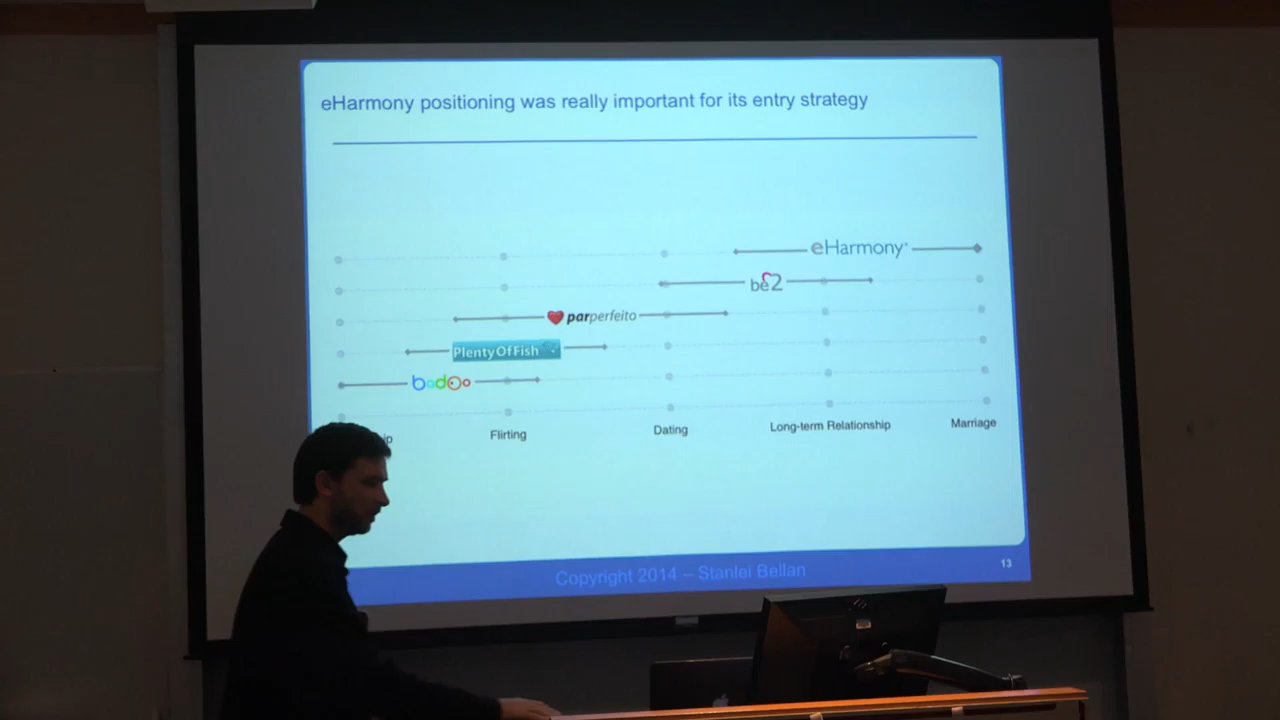 eHarmony positioning was really important for its entry strategy
eHarmony
be2
parperfeito
PlentyOfFish
badoo
Flirting
Dating
Long-term Relationship
Marriage
Copyright 2014 – Stanlei Bellan
13